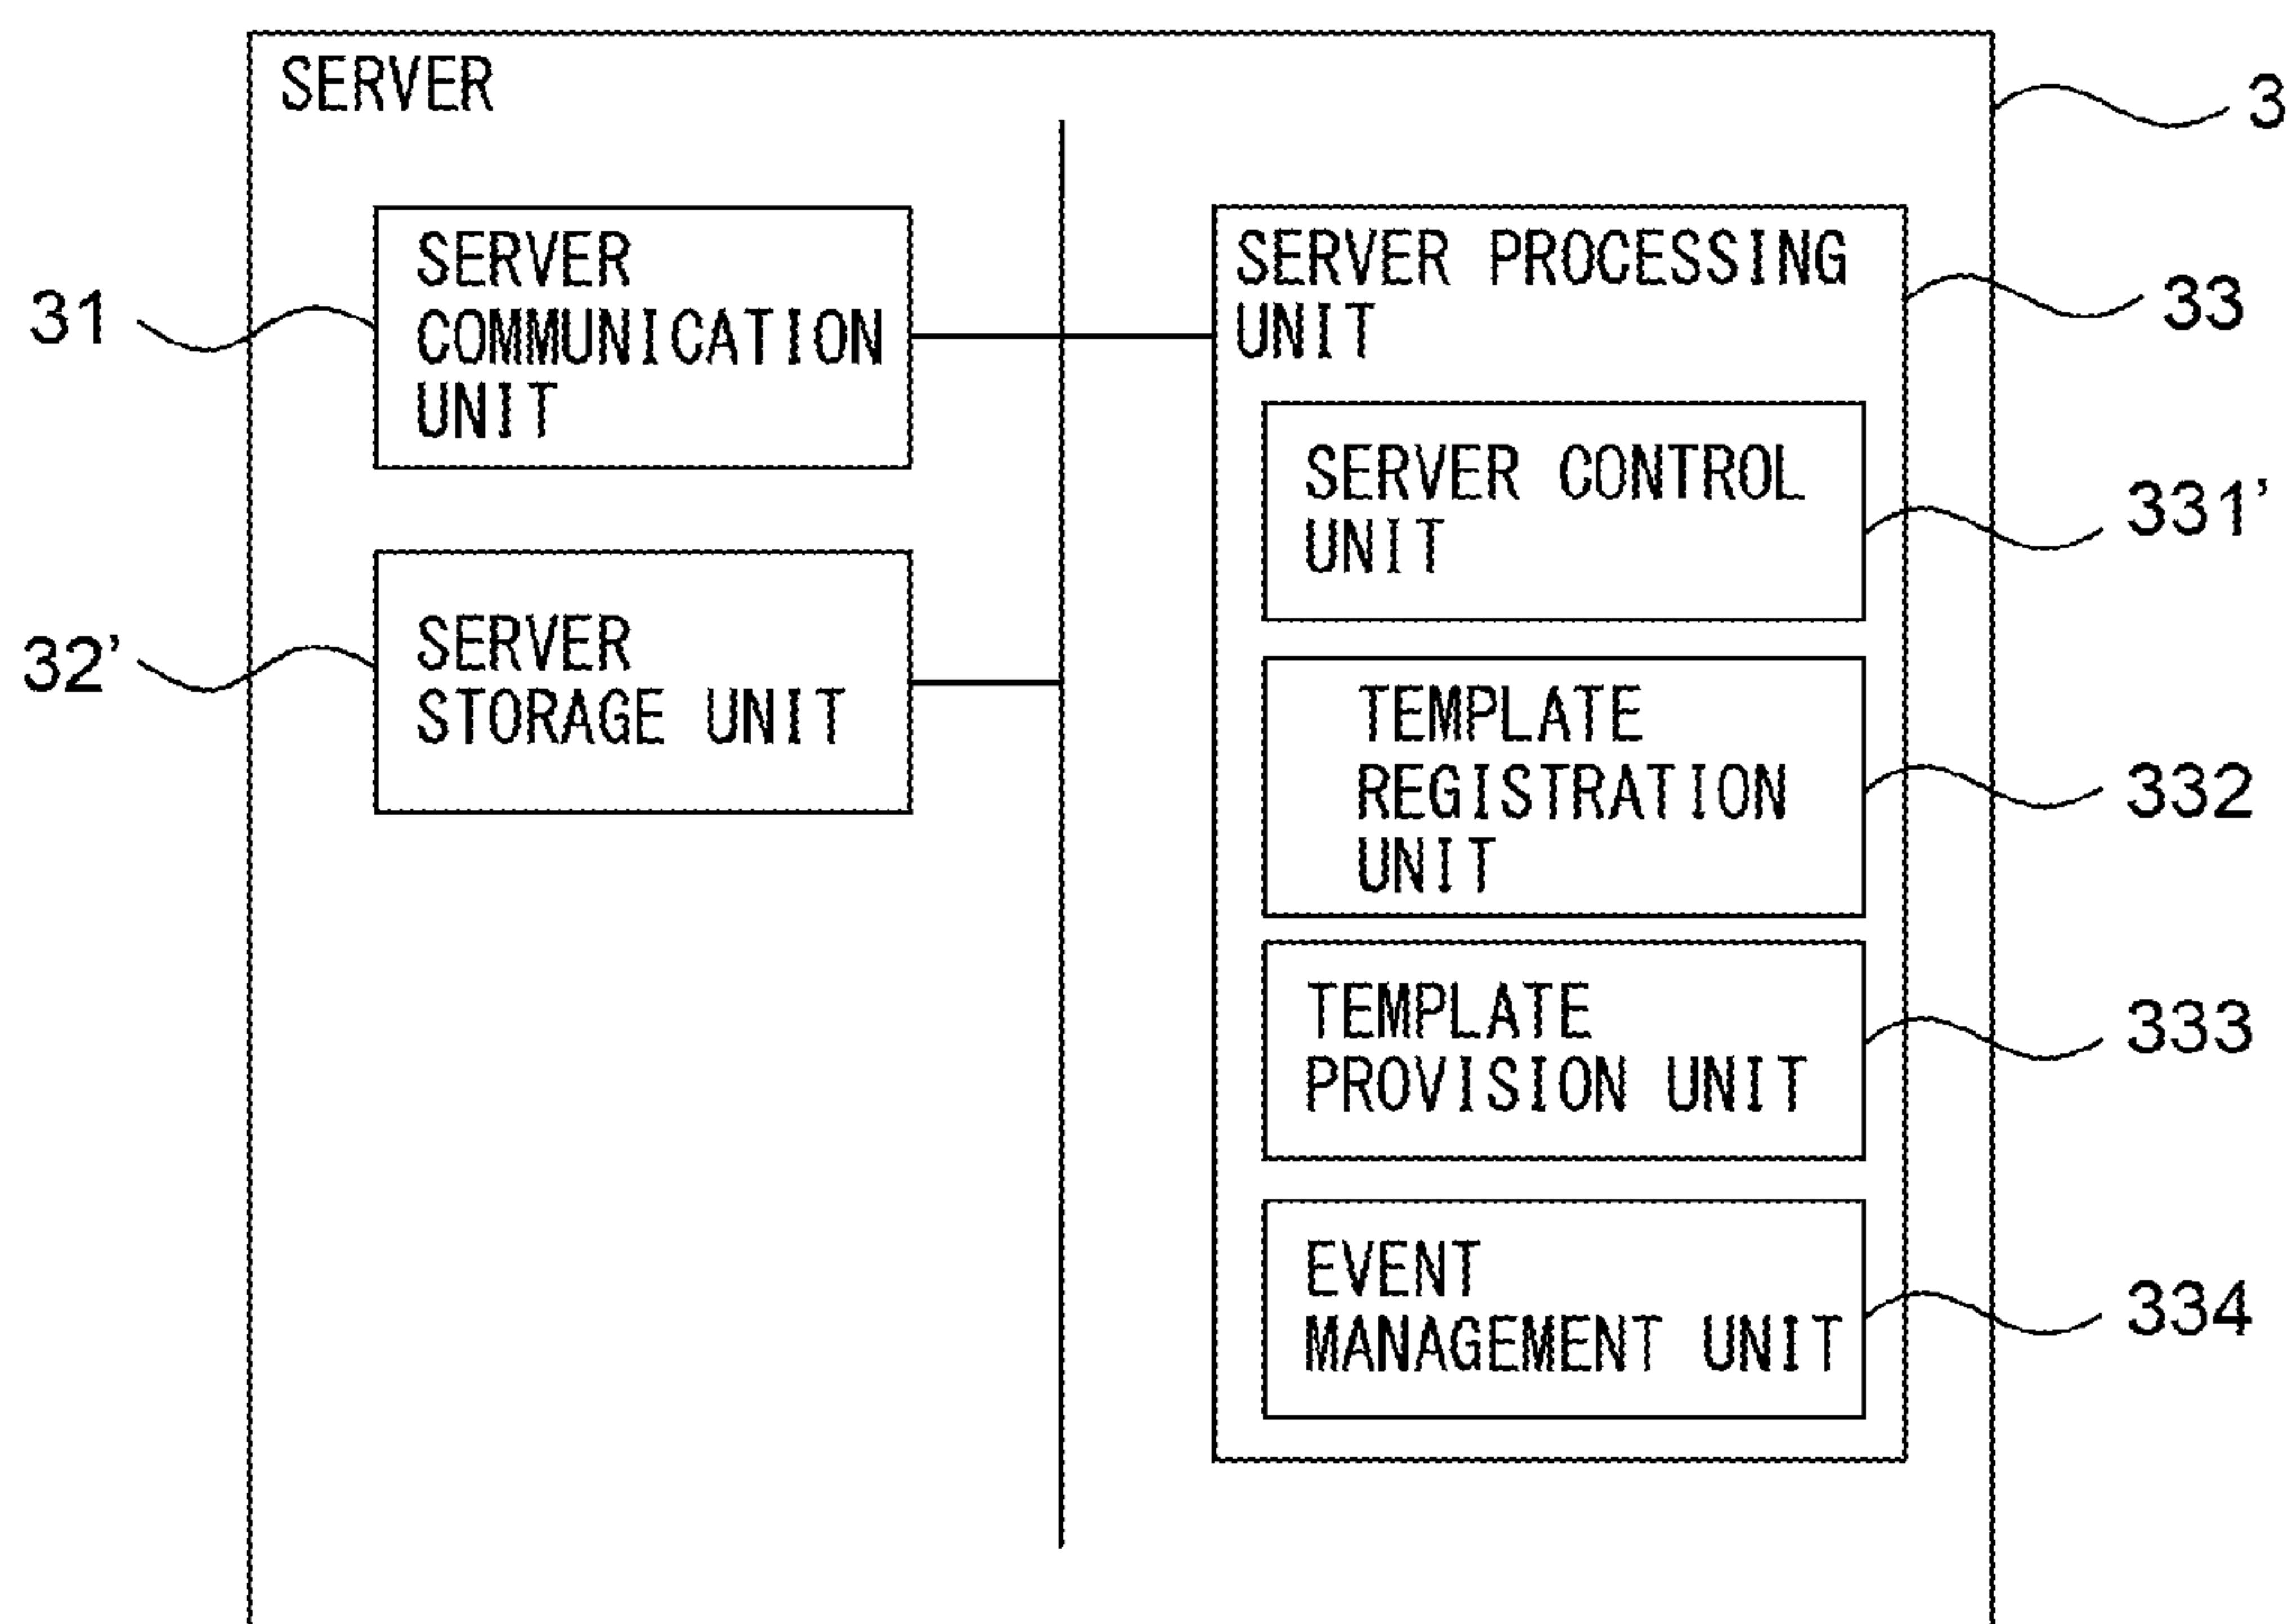 SERVER
3
SERVER
COMMUNICATION
UNIT
31
SERVER
STORAGE UNIT
32'
SERVER PROCESSING
UNIT
33
SERVER CONTROL
UNIT
331'
TEMPLATE
REGISTRATION
UNIT
332
TEMPLATE
PROVISION UNIT
333
EVENT
MANAGEMENT UNIT
334